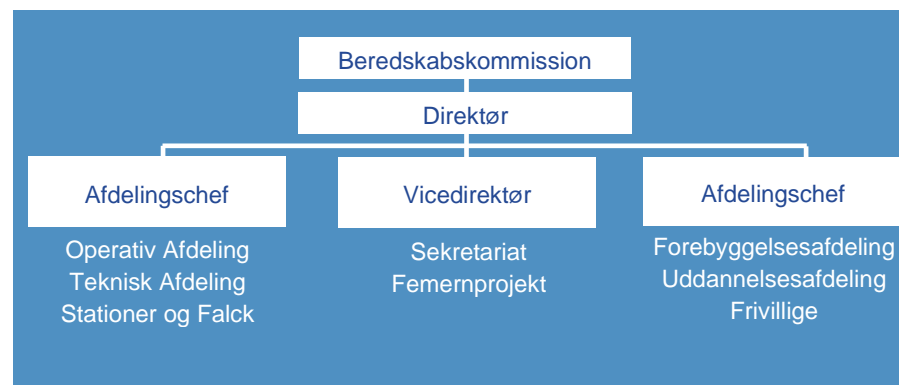 Beredskabskommission
Direktør
Afdelingschef
Operativ Afdeling
Teknisk Afdeling
Stationer og Falck
Vicedirektør
Sekretariat
Femernprojekt
Afdelingschef
Forebyggelsesafdeling
Uddannelsesafdeling
Frivillige